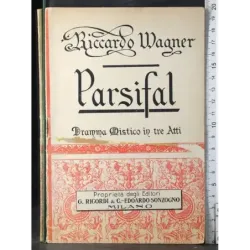 Riccardo Wagner
Parsifal
Dramma Mistico in tre Atti
Proprietà degli Editori
G. RICORDI & C.-EDOARDO SONZOGNO
MILANO